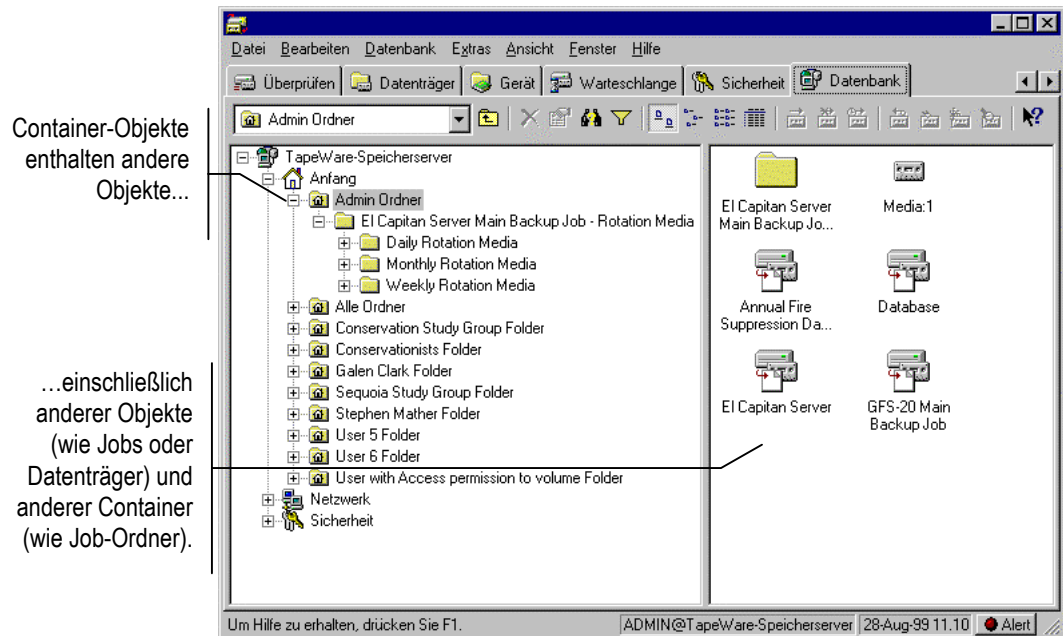 Container-Objekte
enthalten andere
Objekte...
…einschließlich
anderer Objekte
(wie Jobs oder
Datenträger) und
anderer Container
(wie Job-Ordner).
Datei Bearbeiten Datenbank Extras Ansicht Fenster Hilfe
Überprüfen Datenträger Gerät Warteschlange Sicherheit Datenbank
Admin Ordner
TapeWare-Speicherserver
Anfang
Admin Ordner
El Capitan Server Main Backup Job - Rotation Media
Daily Rotation Media
Monthly Rotation Media
Weekly Rotation Media
Alle Ordner
Conservation Study Group Folder
Conservationists Folder
Galen Clark Folder
Sequoia Study Group Folder
Stephen Mather Folder
User 5 Folder
User 6 Folder
User with Access permission to volume Folder
Netzwerk
Sicherheit
El Capitan Server
Main Backup Jo...
Media:1
Annual Fire
Suppression Da...
Database
El Capitan Server
GFS-20 Main
Backup Job
Um Hilfe zu erhalten, drücken Sie F1.
ADMIN@TapeWare-Speicherserver
28-Aug-99 11.10
Alert